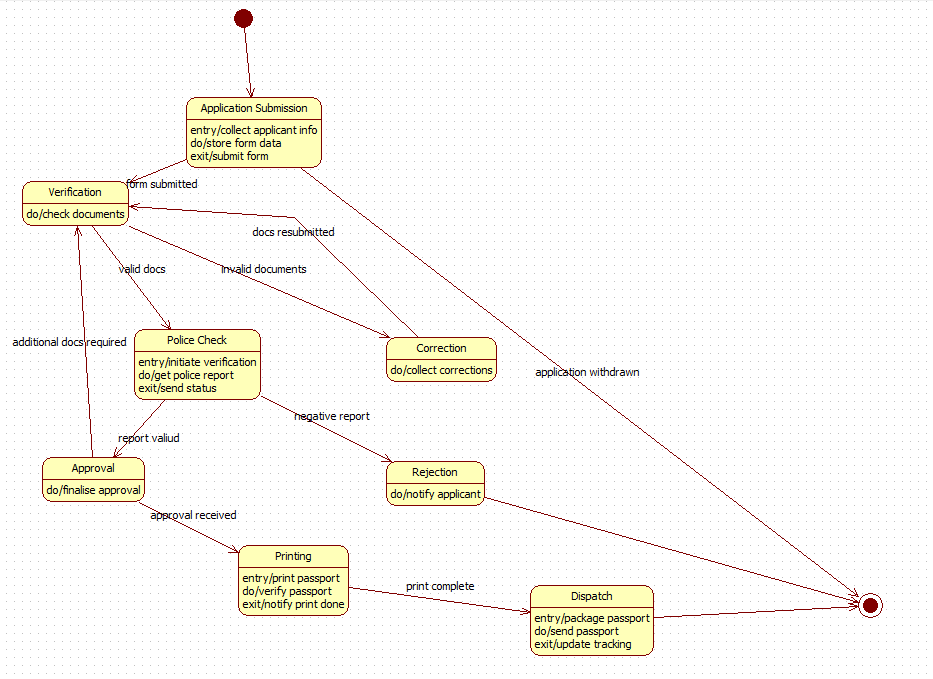 Application Submission
entry/collect applicant info
do/store form data
exit/submit form
form submitted
Verification
do/check documents
docs resubmitted
valid docs
invalid documents
additional docs required
Police Check
entry/initiate verification
do/get police report
exit/send status
Correction
do/collect corrections
application withdrawn
negative report
report valiud
Approval
do/finalise approval
Rejection
do/notify applicant
approval received
Printing
entry/print passport
do/verify passport
exit/notify print done
print complete
Dispatch
entry/package passport
do/send passport
exit/update tracking